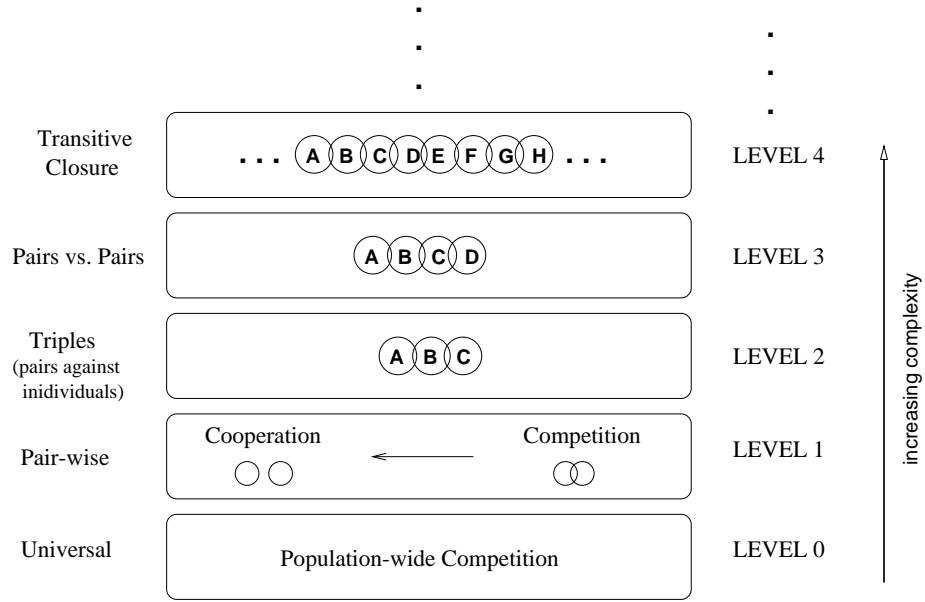 Transitive
Closure
. . . A B C D E F G H . . .
LEVEL 4
Pairs vs. Pairs
A B C D
LEVEL 3
Triples
(pairs against
inidividuals)
A B C
LEVEL 2
Pair-wise
Cooperation
Competition
LEVEL 1
Universal
Population-wide Competition
LEVEL 0
increasing complexity